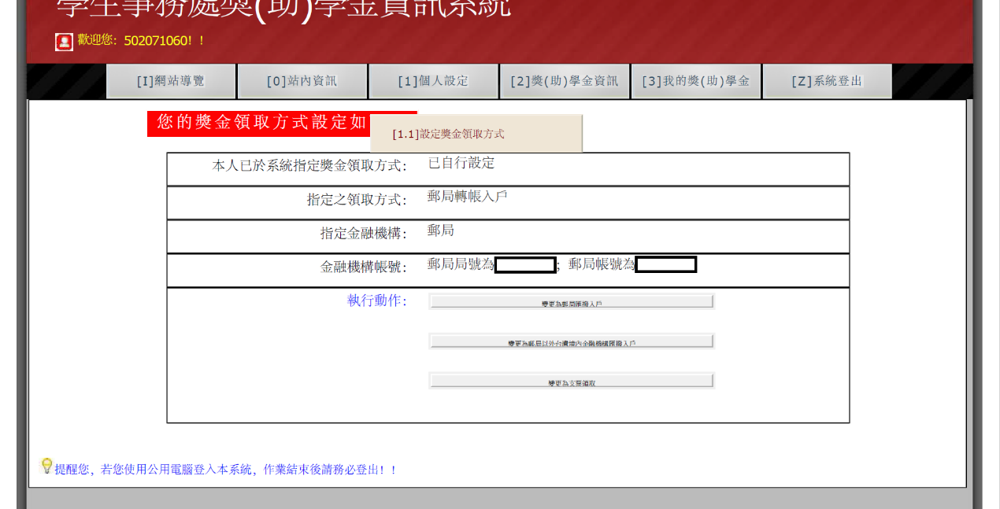 學生事務處獎(助)學金資訊系統
歡迎您: 502071060! !
[I]網站導覽 [0]站內資訊 [1]個人設定 [2]獎(助)學金資訊 [3]我的獎(助)學金 [Z]系統登出
您的獎金領取方式設定如
[1.1]設定獎金領取方式
本人已於系統指定獎金領取方式: 已自行設定
指定之領取方式: 郵局轉帳入戶
指定金融機構: 郵局
金融機構帳號: 郵局局號為 ; 郵局帳號為
執行動作: 變更為郵局匯撥入戶
變更為郵局以外台灣境內金融機構匯撥入戶
變更為支票領取
提醒您, 若您使用公用電腦登入本系統, 作業結束後請務必登出! !